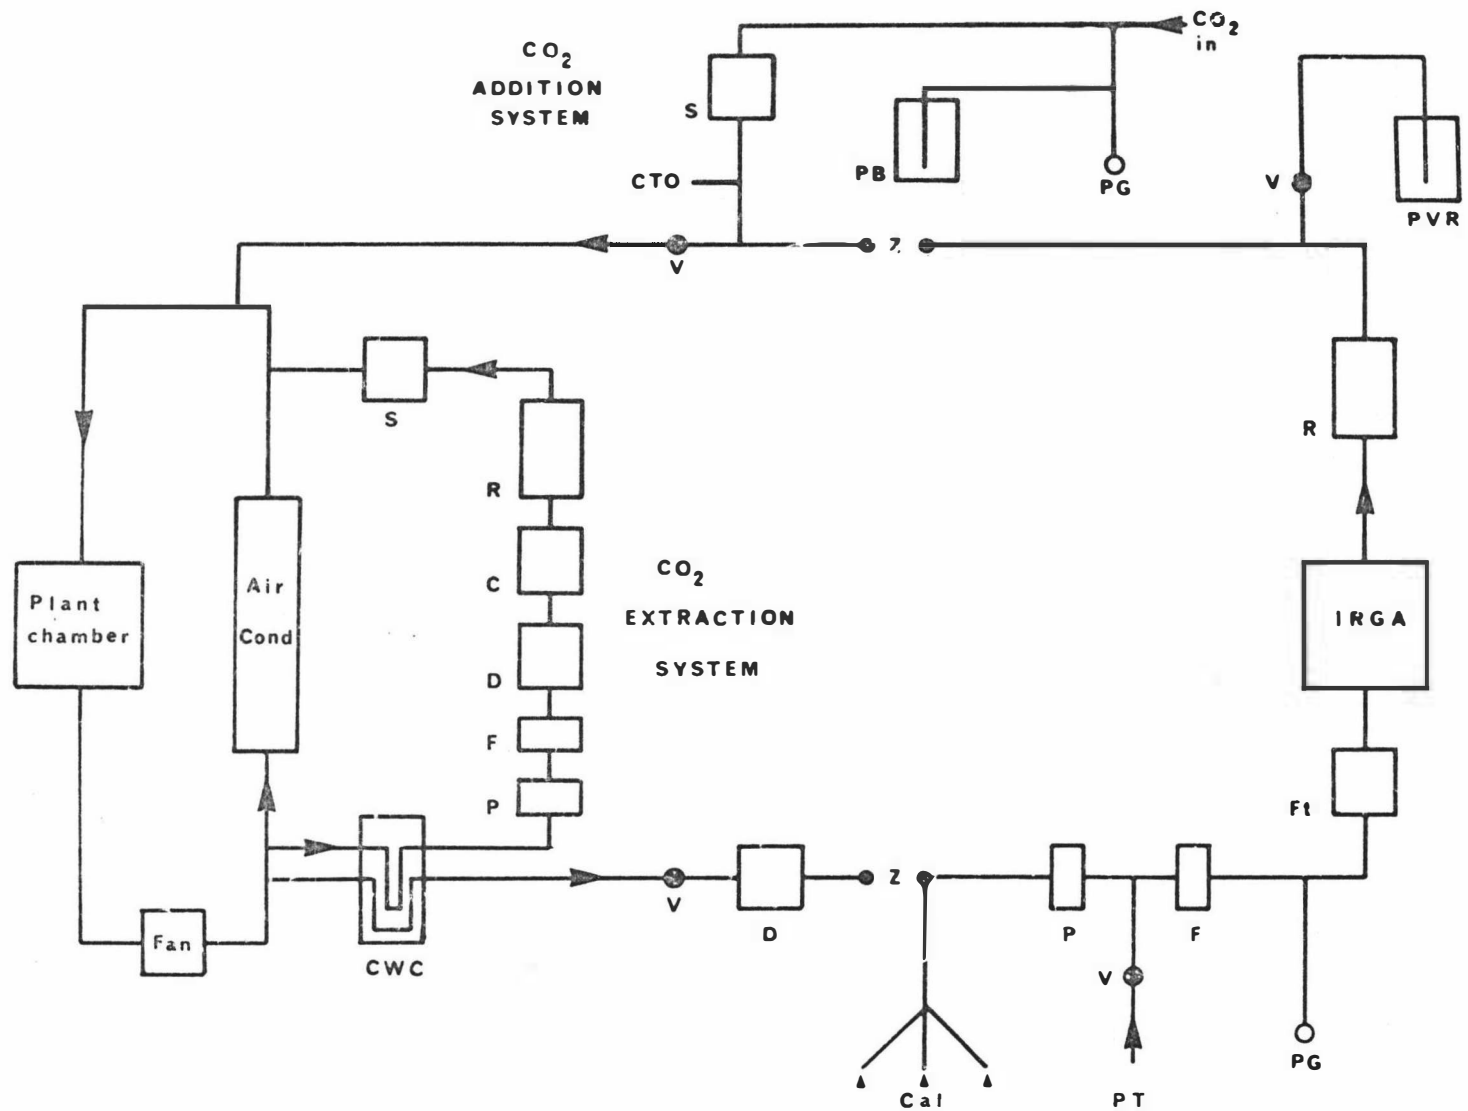 CO2
in
CO2
ADDITION
SYSTEM
S
PB
PG
V
PVR
CTO
V
Z
S
R
R
C
D
F
P
CO2
EXTRACTION
SYSTEM
Plant
chamber
Air
Cond
IRGA
Ft
Fan
CWC
V
D
Z
P
F
V
PG
Cal
PT